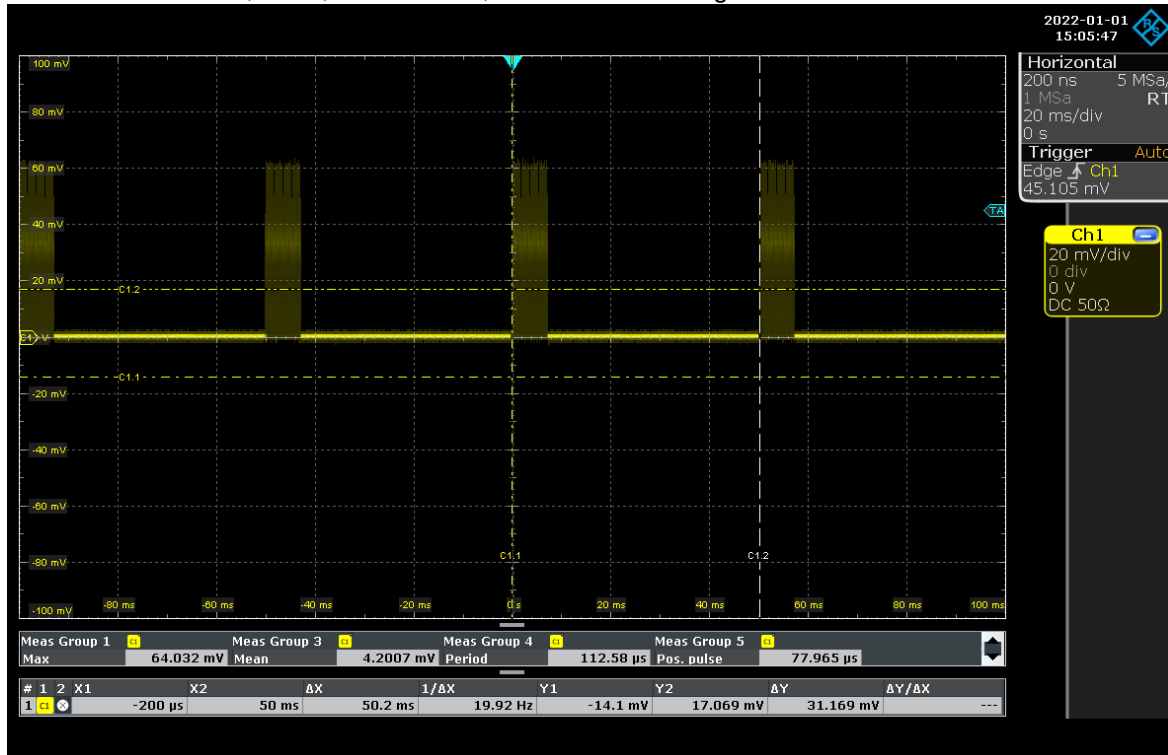 2022-01-01
15:05:47
Horizontal
200 ns 5 MSa/
1 MSa RT
20 ms/div
0 s
Trigger Auto
Edge Ch1
45.105 mV
TA
Ch1
20 mV/div
0 div
0 V
DC 50Ω
100 mV
80 mV
60 mV
40 mV
20 mV
C1.2
C1 V
C1.1
-20 mV
-40 mV
-60 mV
-80 mV
C1.1 C1.2
-100 mV -80 ms -60 ms -40 ms -20 ms 0 s 20 ms 40 ms 60 ms 80 ms 100 ms
Meas Group 1 C1 Meas Group 3 C1 Meas Group 4 C1 Meas Group 5 C1
Max 64.032 mV Mean 4.2007 mV Period 112.58 µs Pos. pulse 77.965 µs
# 1 2 X1 X2 ΔX 1/ΔX Y1 Y2 ΔY ΔY/ΔX
1 C1 -200 µs 50 ms 50.2 ms 19.92 Hz -14.1 mV 17.069 mV 31.169 mV ---